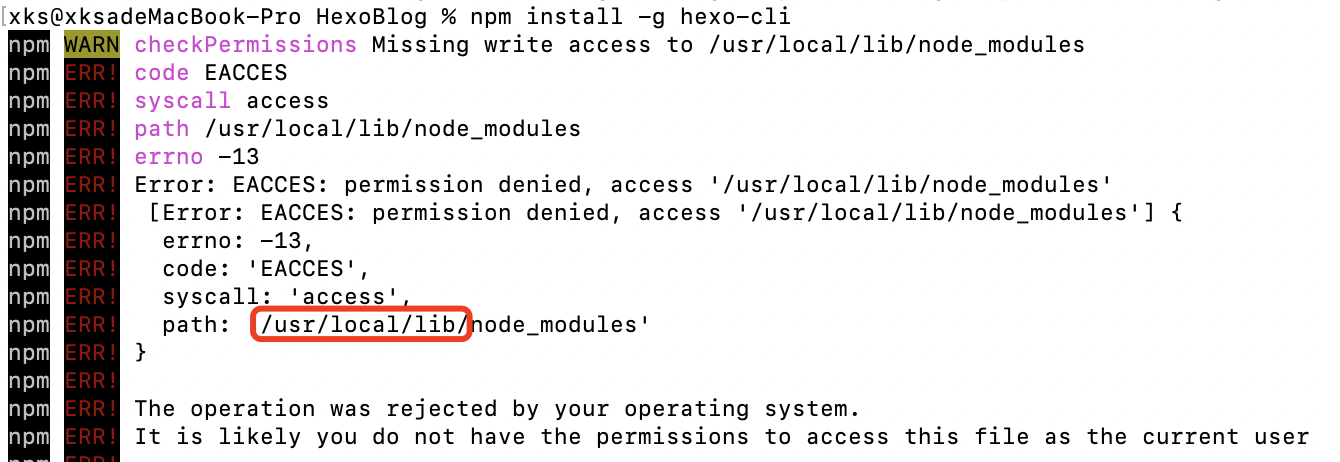 [xks@xksadeMacBook-Pro HexoBlog % npm install -g hexo-cli
npm WARN checkPermissions Missing write access to /usr/local/lib/node_modules
npm ERR! code EACCES
npm ERR! syscall access
npm ERR! path /usr/local/lib/node_modules
npm ERR! errno -13
npm ERR! Error: EACCES: permission denied, access '/usr/local/lib/node_modules'
npm ERR!  [Error: EACCES: permission denied, access '/usr/local/lib/node_modules'] {
npm ERR!   errno: -13,
npm ERR!   code: 'EACCES',
npm ERR!   syscall: 'access',
npm ERR!   path: /usr/local/lib/node_modules'
npm ERR! }
npm ERR!
npm ERR! The operation was rejected by your operating system.
npm ERR! It is likely you do not have the permissions to access this file as the current user
npm ERR!